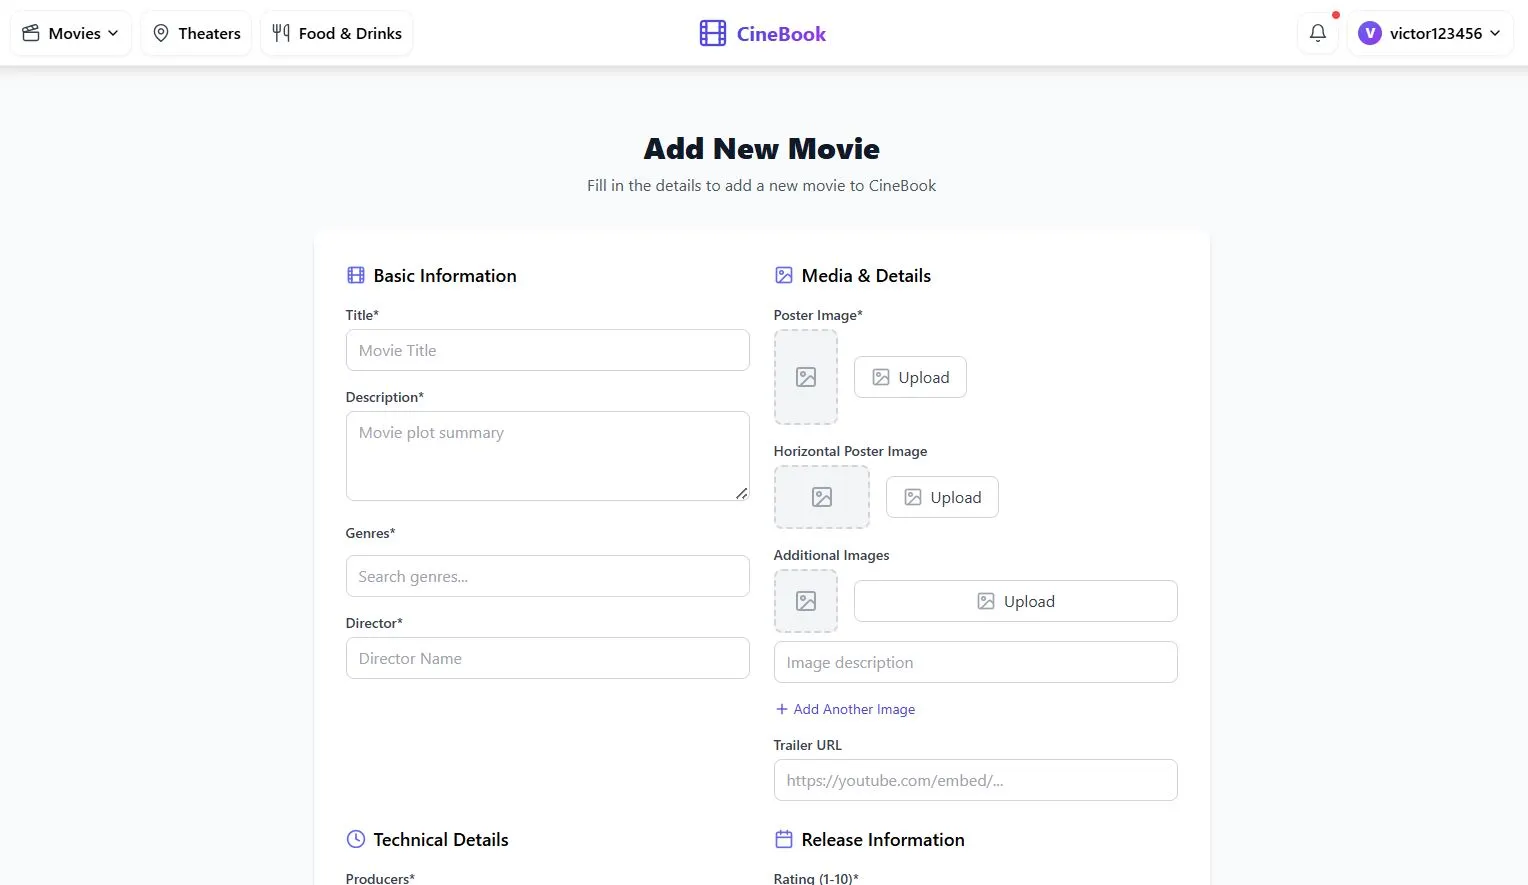 Movies
Theaters
Food & Drinks
CineBook
V
victor123456
Add New Movie
Fill in the details to add a new movie to CineBook
Basic Information
Title*
Movie Title
Description*
Movie plot summary
Genres*
Search genres...
Director*
Director Name
Media & Details
Poster Image*
Upload
Horizontal Poster Image
Upload
Additional Images
Upload
Image description
+ Add Another Image
Trailer URL
https://youtube.com/embed/...
Technical Details
Producers*
Release Information
Rating (1-10)*